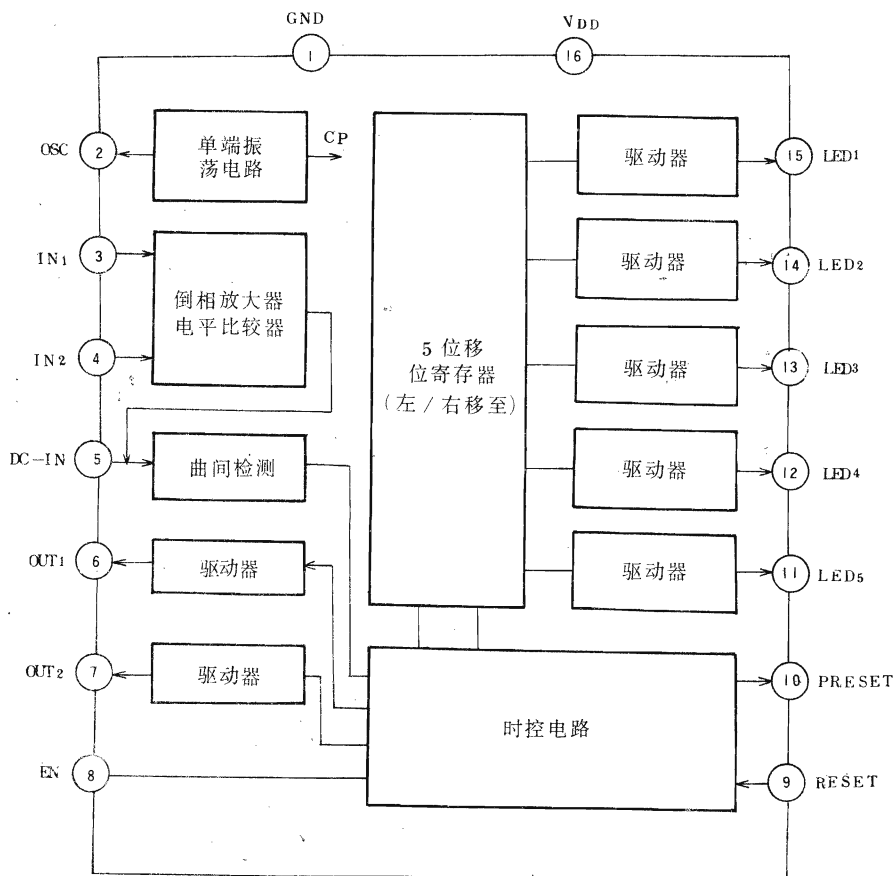 GND
VDD
1
16
OSC
2
单端振
荡电路
CP
驱动器
15
LED1
IN1
3
倒相放大器
电平比较器
驱动器
14
LED2
IN2
4
5 位移
位寄存器
(左/右移至)
驱动器
13
LED3
DC-IN
5
曲间检测
驱动器
12
LED4
OUT1
6
驱动器
驱动器
11
LED5
OUT2
7
驱动器
时控电路
10
PRESET
EN
8
9
RESET